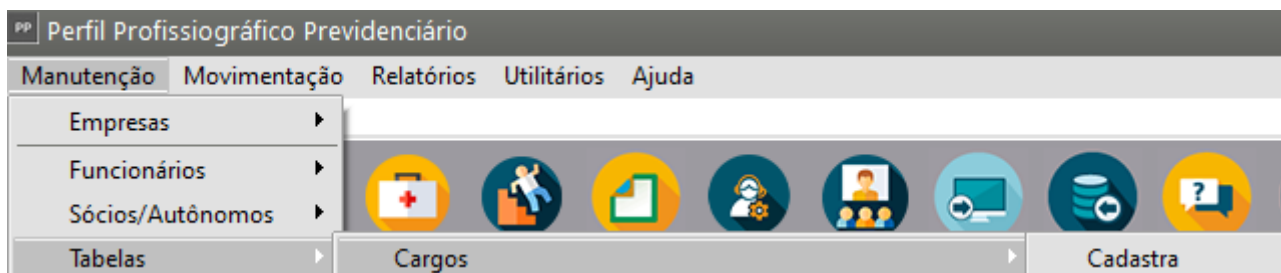 PP Perfil Profissiográfico Previdenciário
Manutenção Movimentação Relatórios Utilitários Ajuda
Empresas
Funcionários
Sócios/Autônomos
?
Tabelas Cargos Cadastra